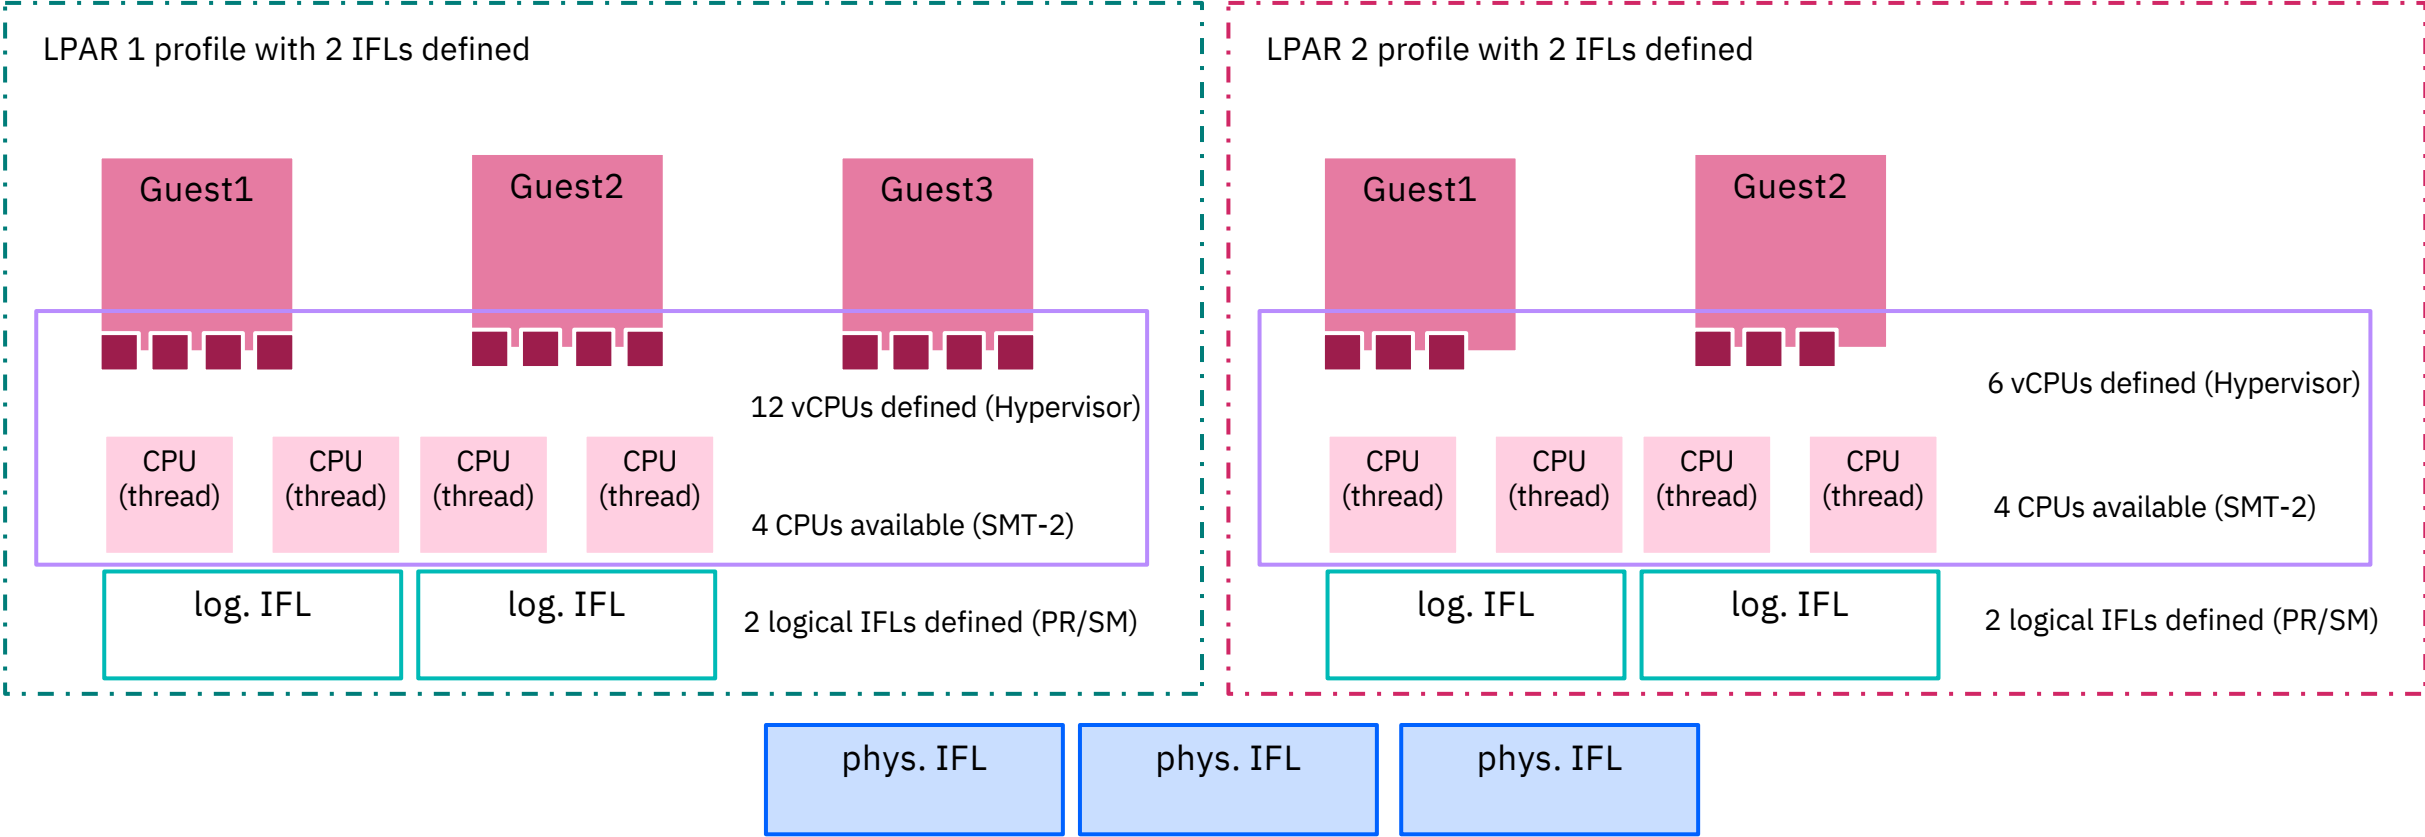 LPAR 1 profile with 2 IFLs defined
Guest1
Guest2
Guest3
12 vCPUs defined (Hypervisor)
CPU
(thread)
CPU
(thread)
CPU
(thread)
CPU
(thread)
4 CPUs available (SMT-2)
log. IFL
log. IFL
2 logical IFLs defined (PR/SM)
LPAR 2 profile with 2 IFLs defined
Guest1
Guest2
6 vCPUs defined (Hypervisor)
CPU
(thread)
CPU
(thread)
CPU
(thread)
CPU
(thread)
4 CPUs available (SMT-2)
log. IFL
log. IFL
2 logical IFLs defined (PR/SM)
phys. IFL
phys. IFL
phys. IFL